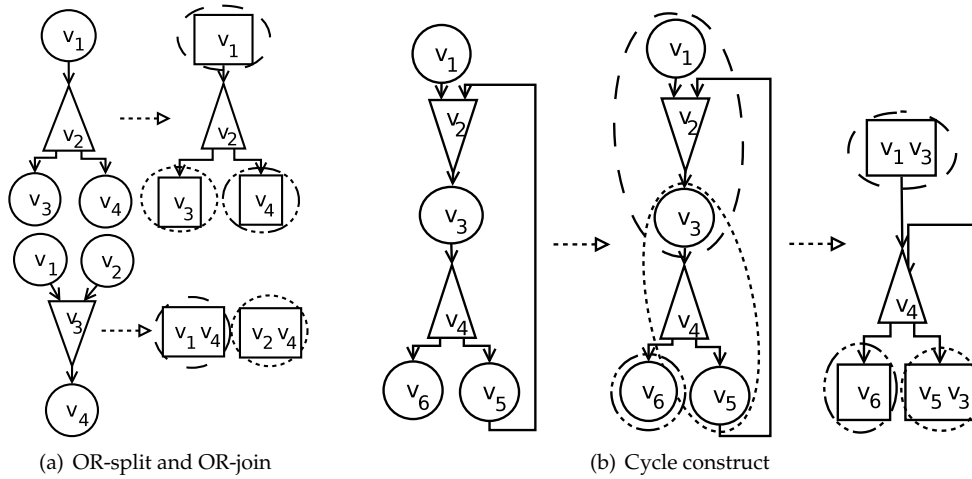 v1
v2
v3
v4
v1
v2
v3
v4
v1
v2
v3
v4
v1 v4
v2 v4
(a) OR-split and OR-join
v1
v2
v3
v4
v6
v5
v1
v2
v3
v4
v6
v5
v1 v3
v4
v6
v5 v3
(b) Cycle construct